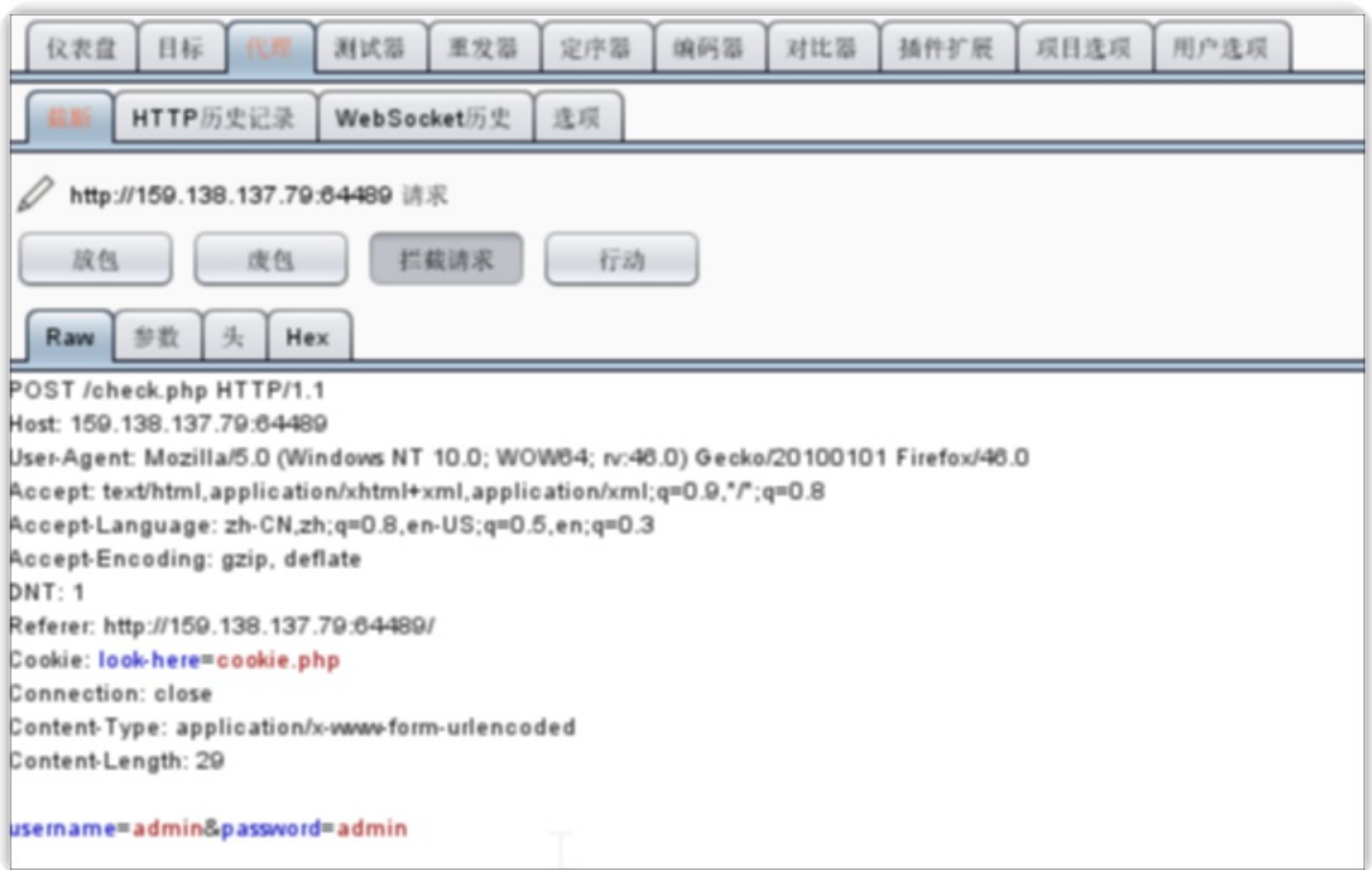 仪表盘 目标 代理 测试器 重发器 定序器 编码器 对比器 插件扩展 项目选项 用户选项
截断 HTTP历史记录 WebSocket历史 选项
http://159.138.137.79:64489 请求
放包 废包 拦截请求 行动
Raw 参数 头 Hex
POST /check.php HTTP/1.1
Host: 159.138.137.79:64489
User-Agent: Mozilla/5.0 (Windows NT 10.0; WOW64; rv:46.0) Gecko/20100101 Firefox/46.0
Accept: text/html,application/xhtml+xml,application/xml;q=0.9,*/*;q=0.8
Accept-Language: zh-CN,zh;q=0.8,en-US;q=0.5,en;q=0.3
Accept-Encoding: gzip, deflate
DNT: 1
Referer: http://159.138.137.79:64489/
Cookie: look-here=cookie.php
Connection: close
Content-Type: application/x-www-form-urlencoded
Content-Length: 29
username=admin&password=admin